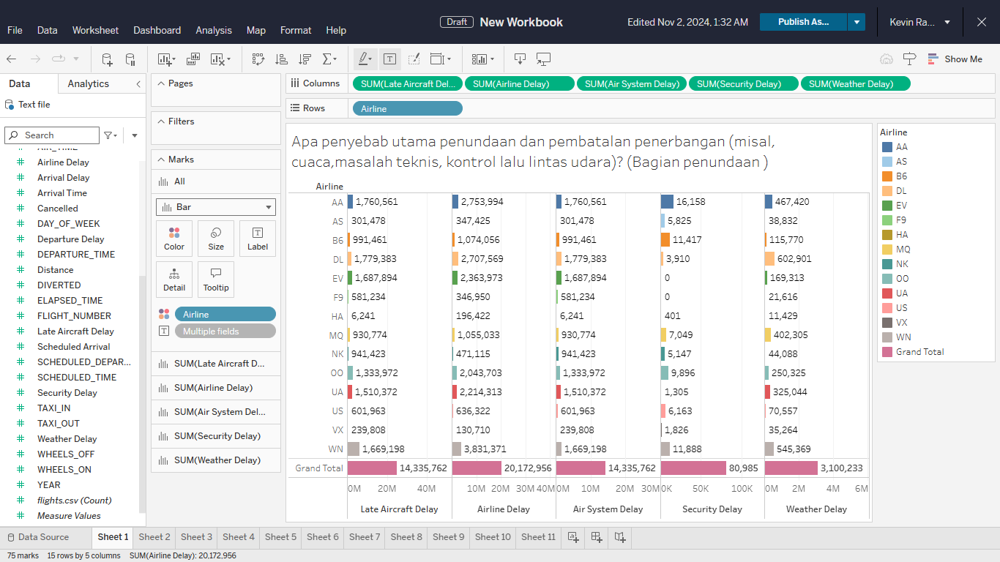 Draft New Workbook
Edited Nov 2, 2024, 1:32 AM
Publish As...
Kevin Ra...
File Data Worksheet Dashboard Analysis Map Format Help
Show Me
Data Analytics
Text file
Search
AIR_TIME
Airline Delay
Arrival Delay
Arrival Time
Cancelled
DAY_OF_WEEK
Departure Delay
DEPARTURE_TIME
Distance
DIVERTED
ELAPSED_TIME
FLIGHT_NUMBER
Late Aircraft Delay
Scheduled Arrival
SCHEDULED_DEPAR...
SCHEDULED_TIME
Security Delay
TAXI_IN
TAXI_OUT
Weather Delay
WHEELS_OFF
WHEELS_ON
YEAR
flights.csv (Count)
Measure Values
Pages
Filters
Marks
All
Bar
Color Size Label
Detail Tooltip
Airline
Multiple fields
SUM(Late Aircraft D...
SUM(Airline Delay)
SUM(Air System Del...
SUM(Security Delay)
SUM(Weather Delay)
Columns SUM(Late Aircraft Del... SUM(Airline Delay) SUM(Air System Delay) SUM(Security Delay) SUM(Weather Delay)
Rows Airline
Apa penyebab utama penundaan dan pembatalan penerbangan (misal,
cuaca,masalah teknis, kontrol lalu lintas udara)? (Bagian penundaan )
Airline
AA 1,760,561 2,753,994 1,760,561 16,158 467,420
AS 301,478 347,425 301,478 5,825 38,832
B6 991,461 1,074,056 991,461 11,417 115,770
DL 1,779,383 2,707,569 1,779,383 3,910 602,901
EV 1,687,894 2,363,973 1,687,894 0 169,313
F9 581,234 346,950 581,234 0 21,616
HA 6,241 196,422 6,241 401 11,429
MQ 930,774 1,055,033 930,774 7,049 402,305
NK 941,423 471,115 941,423 5,147 44,088
OO 1,333,972 2,043,703 1,333,972 9,896 250,325
UA 1,510,372 2,214,313 1,510,372 1,305 325,044
US 601,963 636,322 601,963 6,163 70,557
VX 239,808 130,710 239,808 1,826 35,264
WN 1,669,198 3,831,371 1,669,198 11,888 545,369
Grand Total 14,335,762 20,172,956 14,335,762 80,985 3,100,233
0M 20M 40M 10M 20M 30M 40M 0M 10M 20M 30M 0K 50K 100K 0M 2M 4M 6M
Late Aircraft Delay Airline Delay Air System Delay Security Delay Weather Delay
Airline
AA
AS
B6
DL
EV
F9
HA
MQ
NK
OO
UA
US
VX
WN
Grand Total
Data Source Sheet 1 Sheet 2 Sheet 3 Sheet 4 Sheet 5 Sheet 6 Sheet 7 Sheet 8 Sheet 9 Sheet 10 Sheet 11
75 marks 15 rows by 5 columns SUM(Airline Delay): 20,172,956